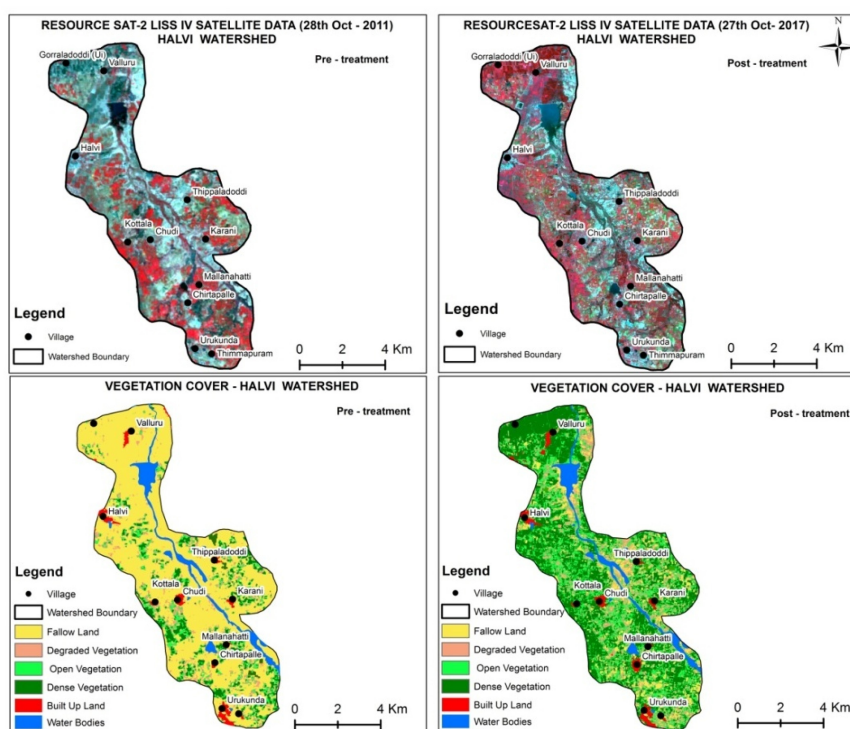 RESOURCE SAT-2 LISS IV SATELLITE DATA (28th Oct - 2011)
HALVI WATERSHED
Pre - treatment
Gorraladoddi (Ui)
Valluru
Halvi
Thippaladoddi
Kottala
Chudi
Karani
Mallanahatti
Chirtapalle
Urukunda
Thimmapuram
Legend
Village
Watershed Boundary
0 2 4 Km
RESOURCESAT-2 LISS IV SATELLITE DATA (27th Oct- 2017)
HALVI WATERSHED
N
Post - treatment
Gorraladoddi (Ui)
Valluru
Halvi
Thippaladoddi
Kottala
Chudi
Karani
Mallanahatti
Chirtapalle
Urukunda
Thimmapuram
Legend
Village
Watershed Boundary
0 2 4 Km
VEGETATION COVER - HALVI WATERSHED
Pre - treatment
Valluru
Halvi
Thippaladoddi
Kottala
Chudi
Karani
Mallanahatti
Chirtapalle
Urukunda
Legend
Village
Watershed Boundary
Fallow Land
Degraded Vegetation
Open Vegetation
Dense Vegetation
Built Up Land
Water Bodies
0 2 4 Km
VEGETATION COVER - HALVI WATERSHED
Post - treatment
Valluru
Halvi
Thippaladoddi
Kottala
Chudi
Karani
Mallanahatti
Chirtapalle
Urukunda
Legend
Village
Watershed Boundary
Fallow Land
Degraded Vegetation
Open Vegetation
Dense Vegetation
Built Up Land
Water Bodies
0 2 4 Km